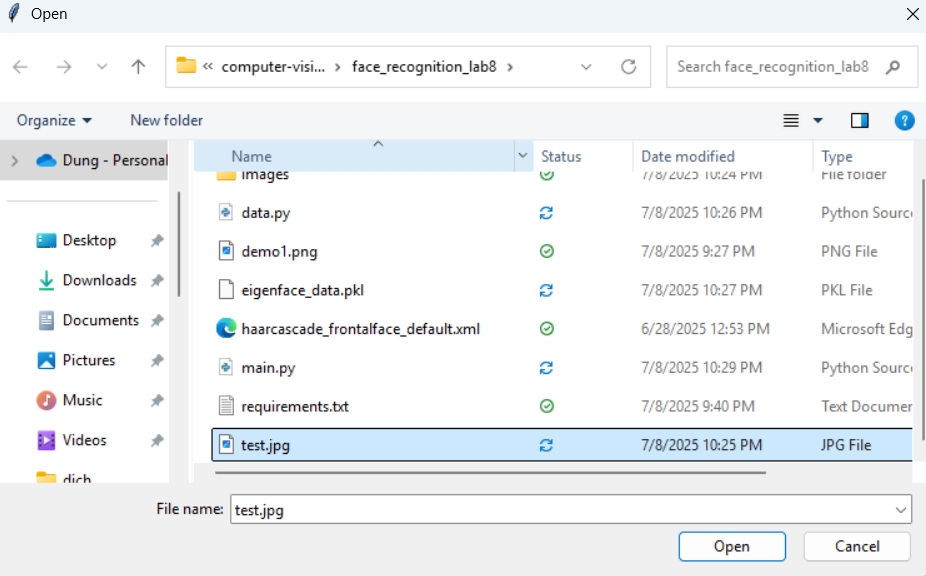 Open
« computer-visi... › face_recognition_lab8 ›
Search face_recognition_lab8
Organize
New folder
Dung - Personal
Desktop
Downloads
Documents
Pictures
Music
Videos
dich
Name Status Date modified Type
images 7/8/2025 10:24 PM File folder
data.py 7/8/2025 10:26 PM Python Sourc
demo1.png 7/8/2025 9:27 PM PNG File
eigenface_data.pkl 7/8/2025 10:27 PM PKL File
haarcascade_frontalface_default.xml 6/28/2025 12:53 PM Microsoft Edg
main.py 7/8/2025 10:29 PM Python Sourc
requirements.txt 7/8/2025 9:40 PM Text Documer
test.jpg 7/8/2025 10:25 PM JPG File
File name: test.jpg
Open Cancel